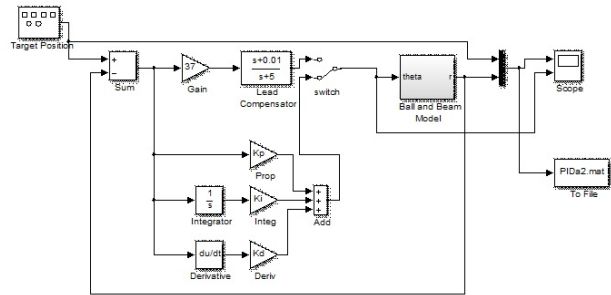 Target Position
+
−
Sum
37
Gain
s+0.01
s+5
Lead
Compensator
switch
theta
r
Ball and Beam
Model
Scope
PIDa2.mat
To File
Kp
Prop
1
s
Integrator
Ki
Integ
+
+
+
Add
du/dt
Derivative
Kd
Deriv